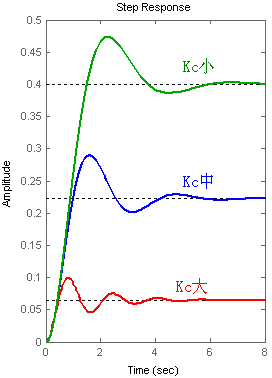 Step Response
0.5
0.45
0.4
0.35
0.3
0.25
0.2
0.15
0.1
0.05
0
Kc小
Kc中
Kc大
Amplitude
0 2 4 6 8
Time (sec)